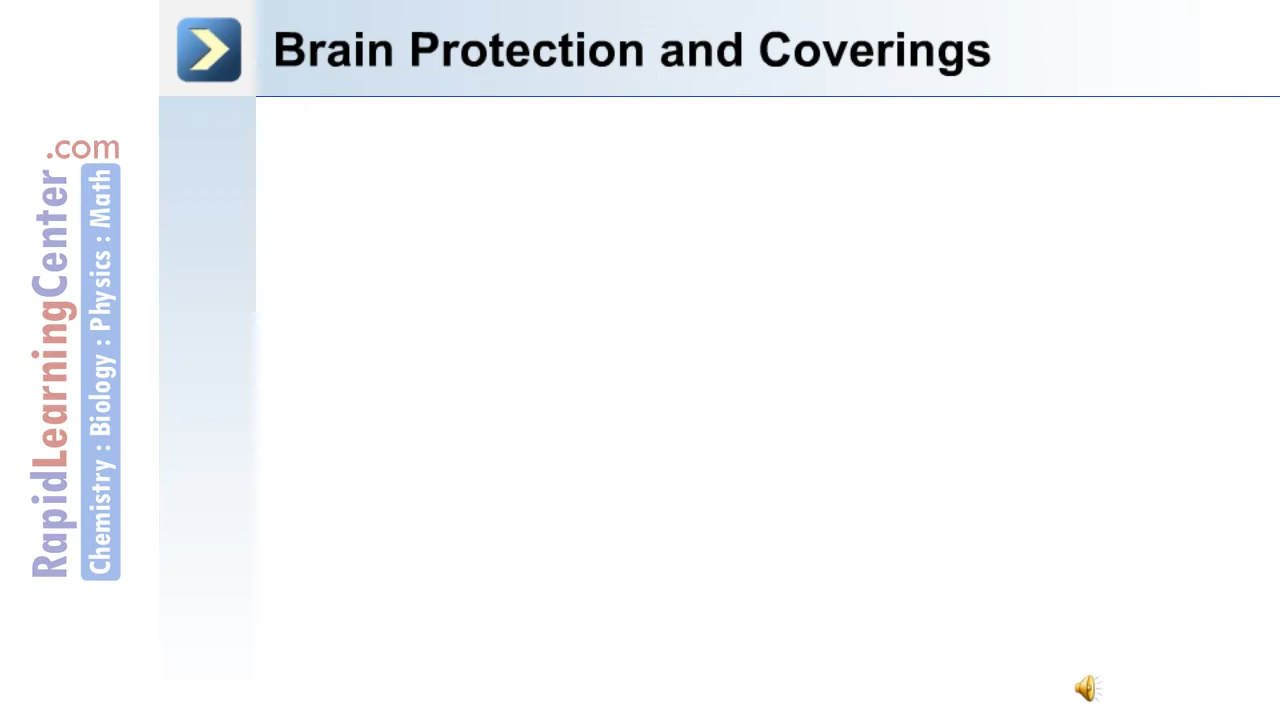 Brain Protection and Coverings
RapidLearningCenter.com
Chemistry : Biology : Physics : Math